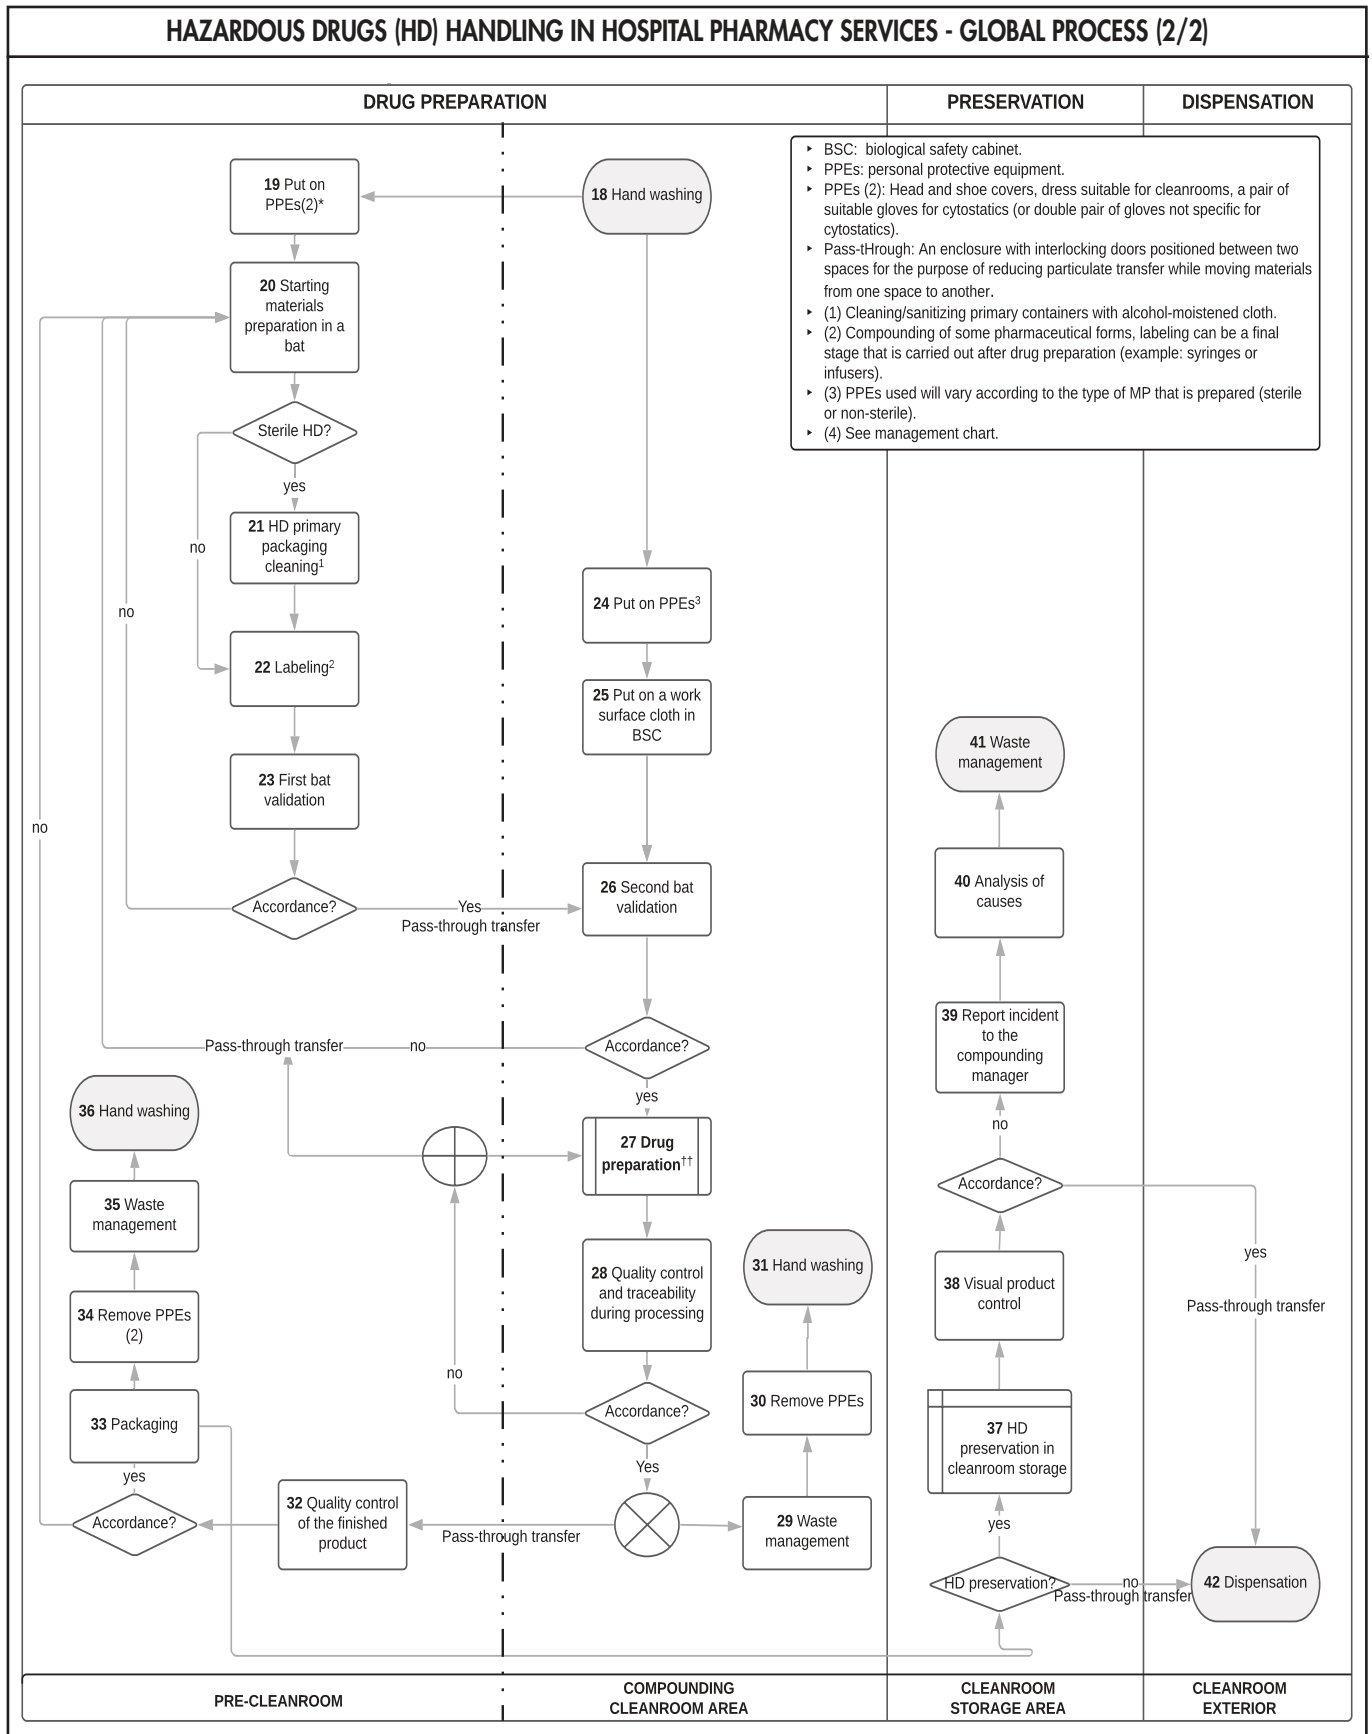 HAZARDOUS DRUGS (HD) HANDLING IN HOSPITAL PHARMACY SERVICES - GLOBAL PROCESS (2/2)
DRUG PREPARATION
PRESERVATION
DISPENSATION
‣ BSC:  biological safety cabinet.
‣ PPEs: personal protective equipment.
‣ PPEs (2): Head and shoe covers, dress suitable for cleanrooms, a pair of
suitable gloves for cytostatics (or double pair of gloves not specific for
cytostatics).
‣ Pass-tHrough: An enclosure with interlocking doors positioned between two
spaces for the purpose of reducing particulate transfer while moving materials
from one space to another.
‣ (1) Cleaning/sanitizing primary containers with alcohol-moistened cloth.
‣ (2) Compounding of some pharmaceutical forms, labeling can be a final
stage that is carried out after drug preparation (example: syringes or
infusers).
‣ (3) PPEs used will vary according to the type of MP that is prepared (sterile
or non-sterile).
‣ (4) See management chart.
18 Hand washing
19 Put on
PPEs(2)*
20 Starting
materials
preparation in a
bat
Sterile HD?
yes
no
21 HD primary
packaging
cleaning¹
22 Labeling²
23 First bat
validation
Accordance?
no
Yes
Pass-through transfer
24 Put on PPEs³
25 Put on a work
surface cloth in
BSC
26 Second bat
validation
Accordance?
no
Pass-through transfer
yes
27 Drug
preparation††
28 Quality control
and traceability
during processing
Accordance?
no
Yes
29 Waste
management
30 Remove PPEs
31 Hand washing
Pass-through transfer
32 Quality control
of the finished
product
Accordance?
no
yes
33 Packaging
34 Remove PPEs
(2)
35 Waste
management
36 Hand washing
HD preservation?
yes
no
Pass-through transfer
37 HD
preservation in
cleanroom storage
38 Visual product
control
Accordance?
no
yes
Pass-through transfer
39 Report incident
to the
compounding
manager
40 Analysis of
causes
41 Waste
management
42 Dispensation
PRE-CLEANROOM
COMPOUNDING
CLEANROOM AREA
CLEANROOM
STORAGE AREA
CLEANROOM
EXTERIOR